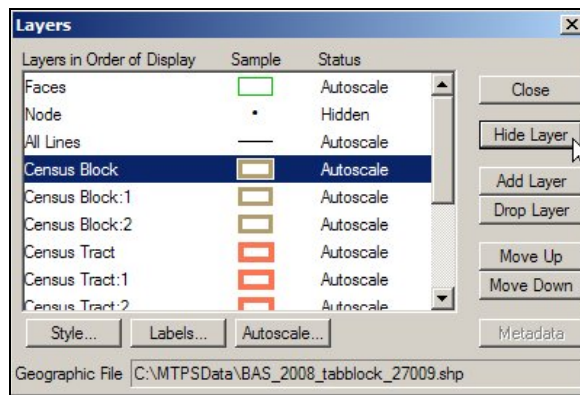 Layers
Layers in Order of Display Sample Status
Faces Autoscale
Node Hidden
All Lines Autoscale
Census Block Autoscale
Census Block:1 Autoscale
Census Block:2 Autoscale
Census Tract Autoscale
Census Tract:1 Autoscale
Census Tract:2 Autoscale
Close
Hide Layer
Add Layer
Drop Layer
Move Up
Move Down
Style... Labels... Autoscale... Metadata
Geographic File C:\MTPSData\BAS_2008_tabblock_27009.shp